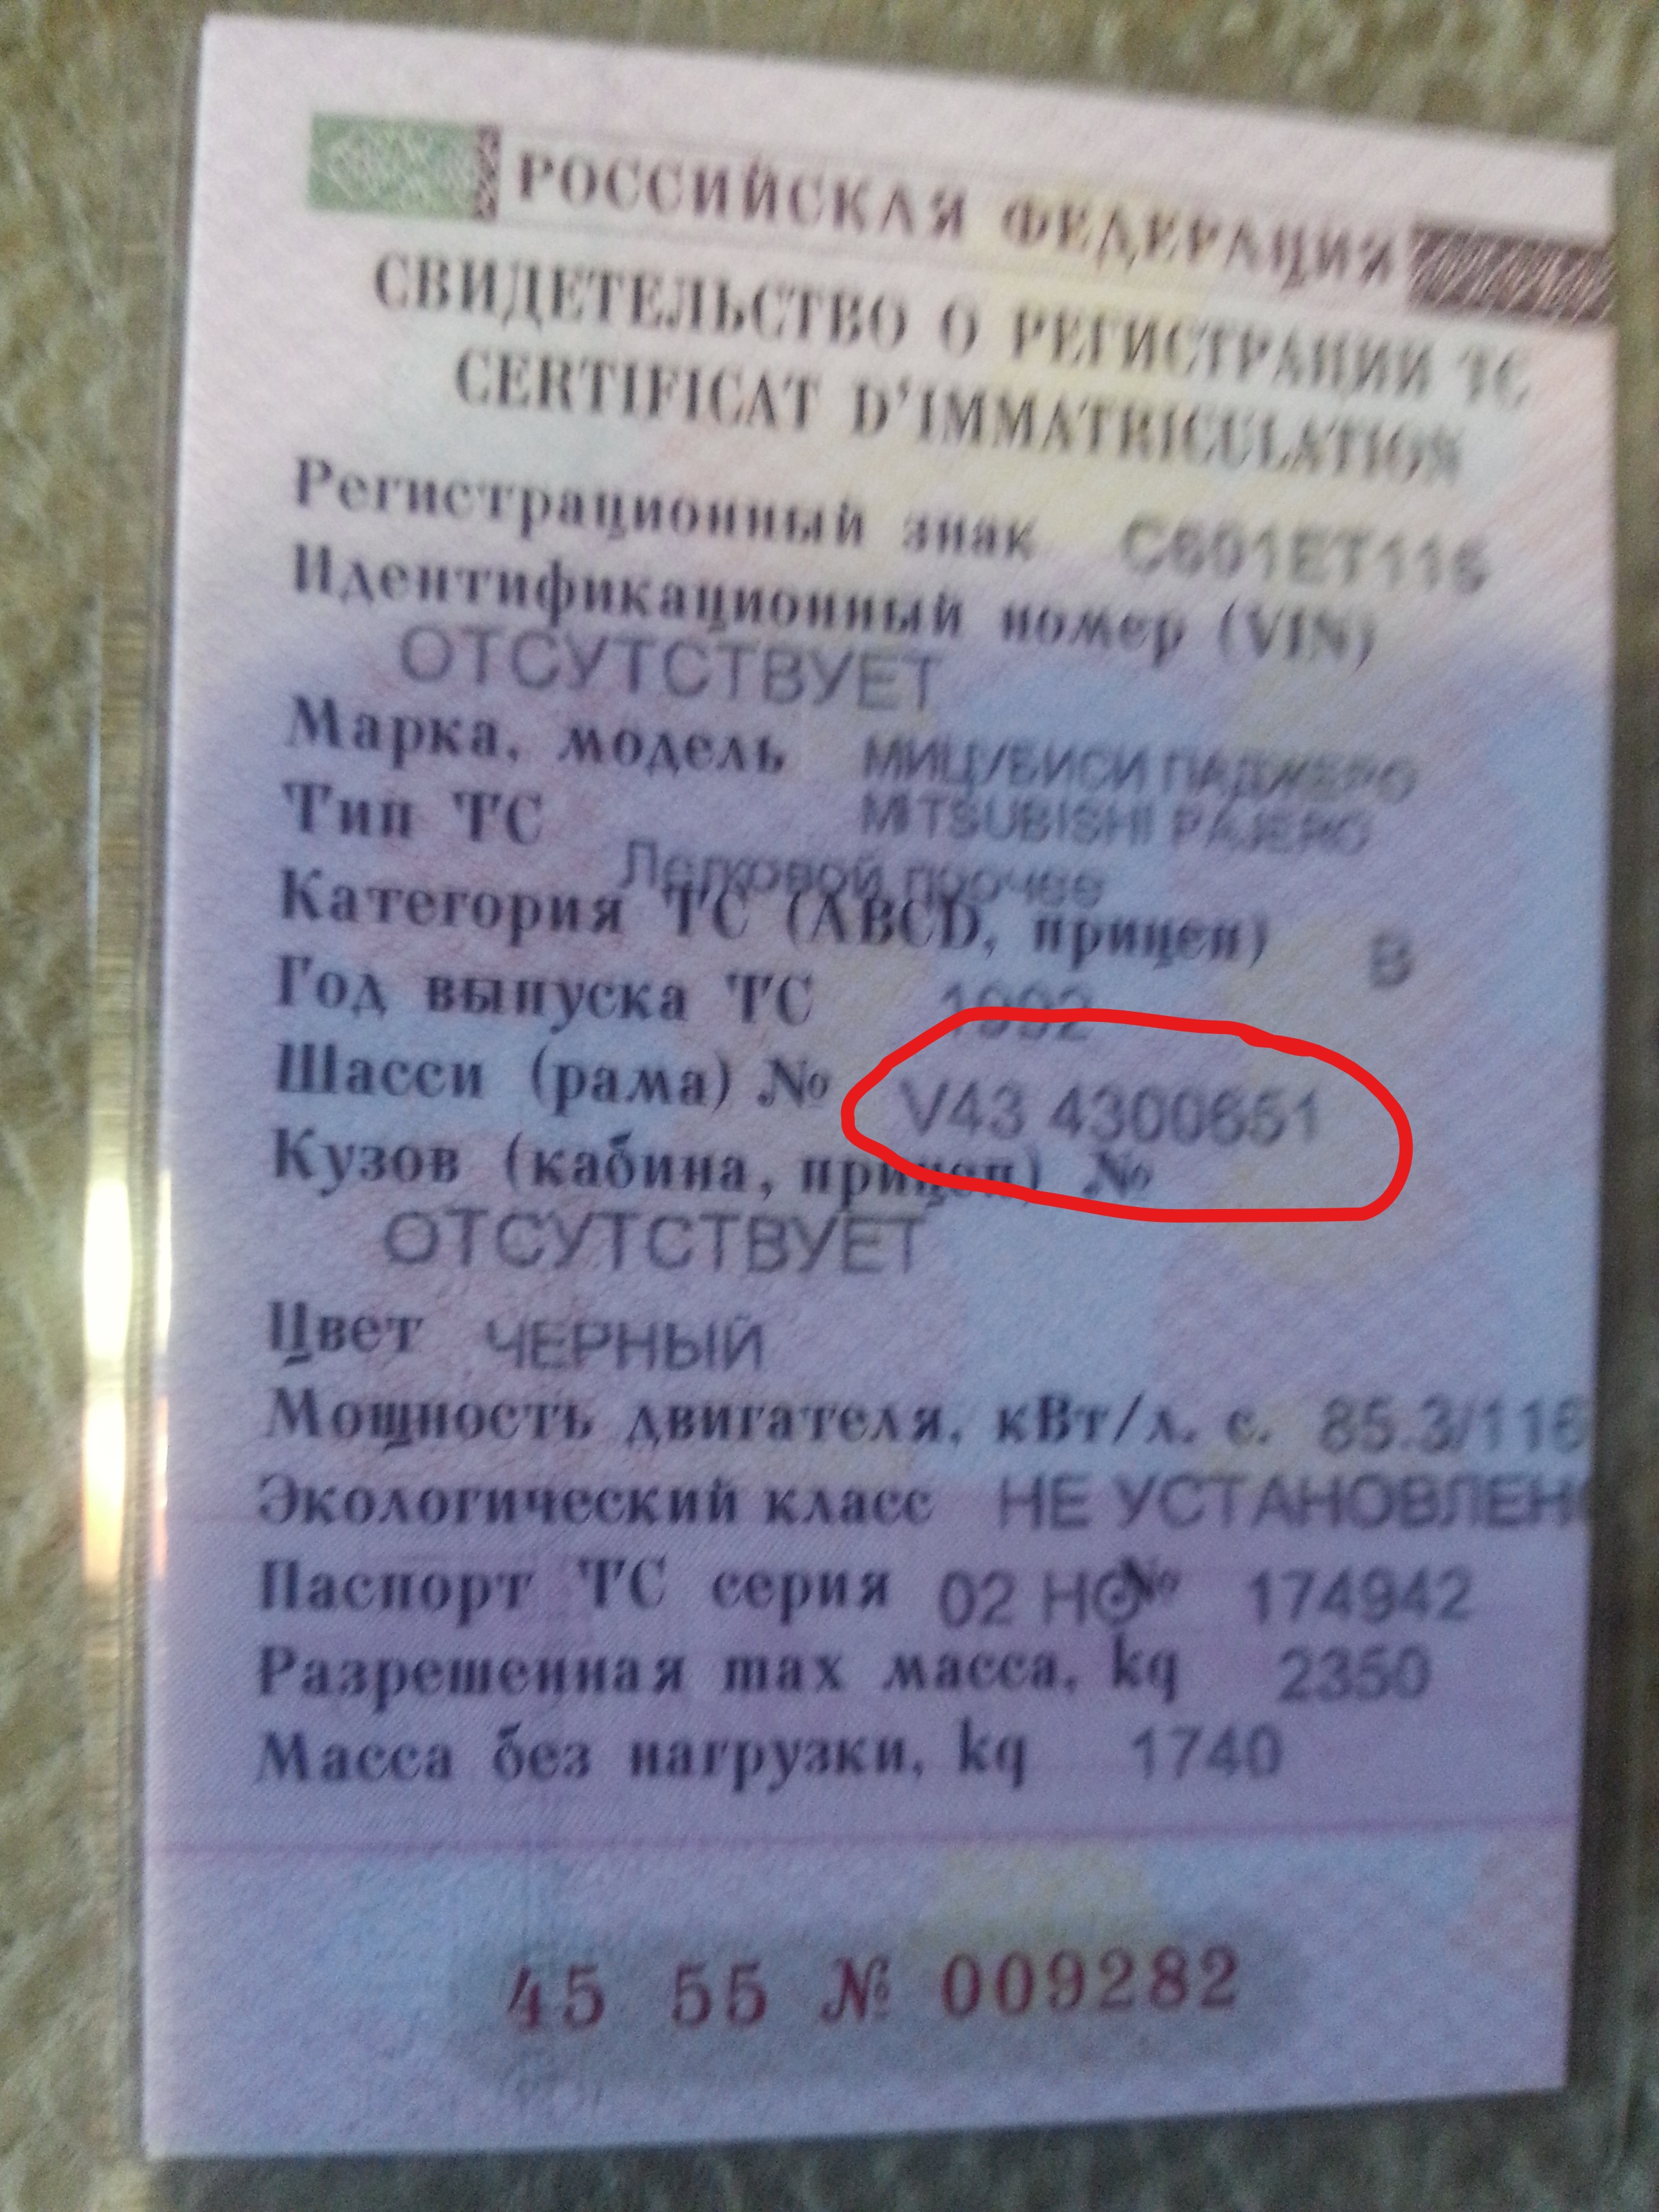 РОССИЙСКАЯ ФЕДЕРАЦИЯ
СВИДЕТЕЛЬСТВО О РЕГИСТРАЦИИ ТС
CERTIFICAT D'IMMATRICULATION
Регистрационный знак С601ЕТ116
Идентификационный номер (VIN)
ОТСУТСТВУЕТ
Марка, модель МИЦУБИСИ ПАДЖЕРО
Тип ТС MITSUBISHI PAJERO
Легковой прочее
Категория ТС (ABCD, прицеп) B
Год выпуска ТС 1992
Шасси (рама) № V43 4300651
Кузов (кабина, прицеп) №
ОТСУТСТВУЕТ
Цвет ЧЕРНЫЙ
Мощность двигателя, кВт/л. с. 85.3/116
Экологический класс НЕ УСТАНОВЛЕНО
Паспорт ТС серия 02 НО № 174942
Разрешенная max масса, kg 2350
Масса без нагрузки, kg 1740
45 55 № 009282